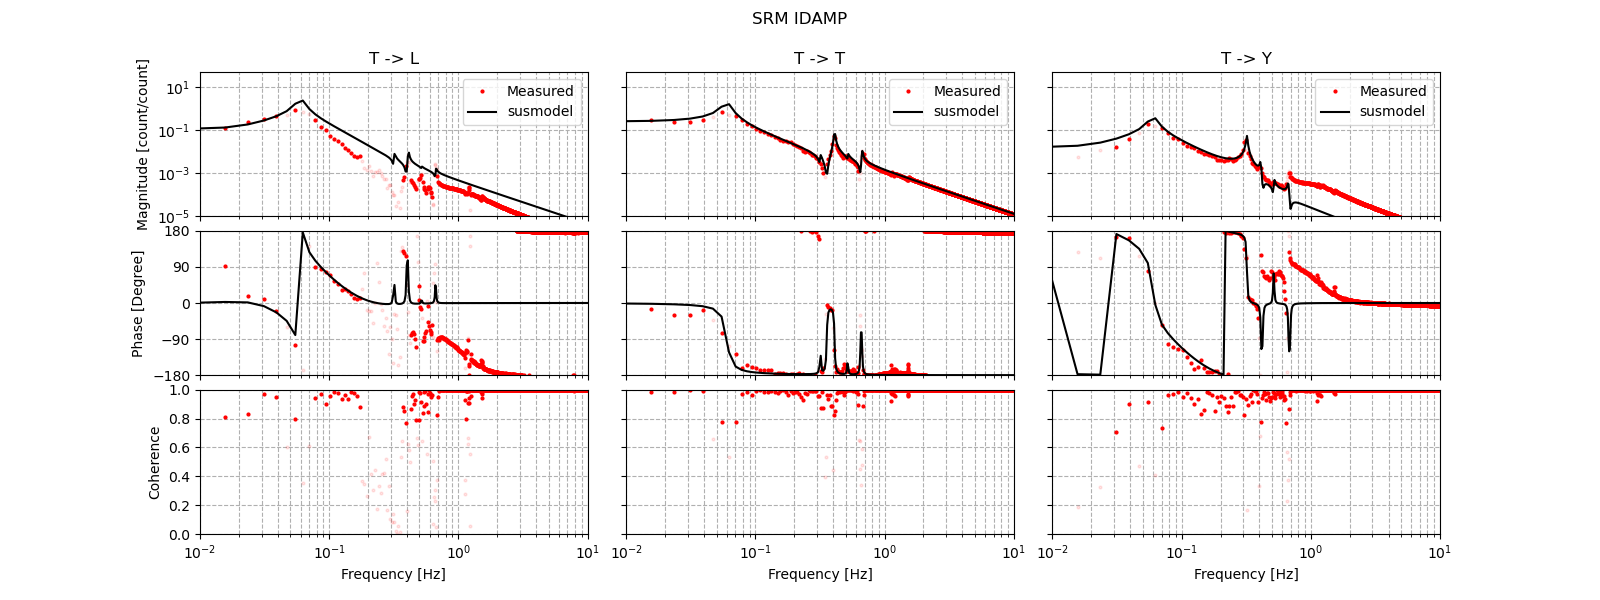 SRM IDAMP
T -> L
T -> T
T -> Y
Magnitude [count/count]
10^1
10^-1
10^-3
10^-5
Measured
susmodel
Measured
susmodel
Measured
susmodel
Phase [Degree]
180
90
0
−90
−180
Coherence
1.0
0.8
0.6
0.4
0.2
0.0
10^-2 10^-1 10^0 10^1
10^-2 10^-1 10^0 10^1
10^-2 10^-1 10^0 10^1
Frequency [Hz]
Frequency [Hz]
Frequency [Hz]